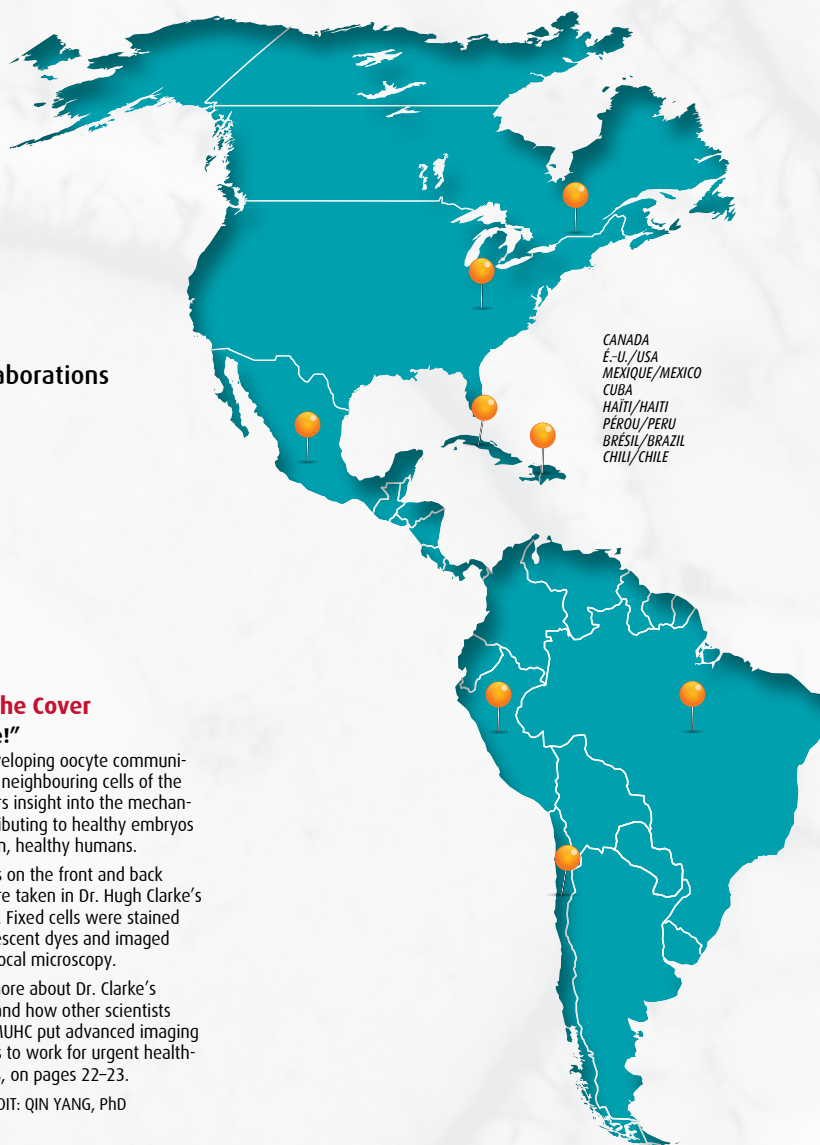 aborations
CANADA
É.-U./USA
MEXIQUE/MEXICO
CUBA
HAÏTI/HAITI
PÉROU/PERU
BRÉSIL/BRAZIL
CHILI/CHILE
he Cover
e!”
veloping oocyte communi-
neighbouring cells of the
rs insight into the mechan-
ributing to healthy embryos
n, healthy humans.
s on the front and back
re taken in Dr. Hugh Clarke’s
. Fixed cells were stained
escent dyes and imaged
ocal microscopy.
nore about Dr. Clarke’s
and how other scientists
MUHC put advanced imaging
s to work for urgent health-
s, on pages 22–23.
DIT: QIN YANG, PhD